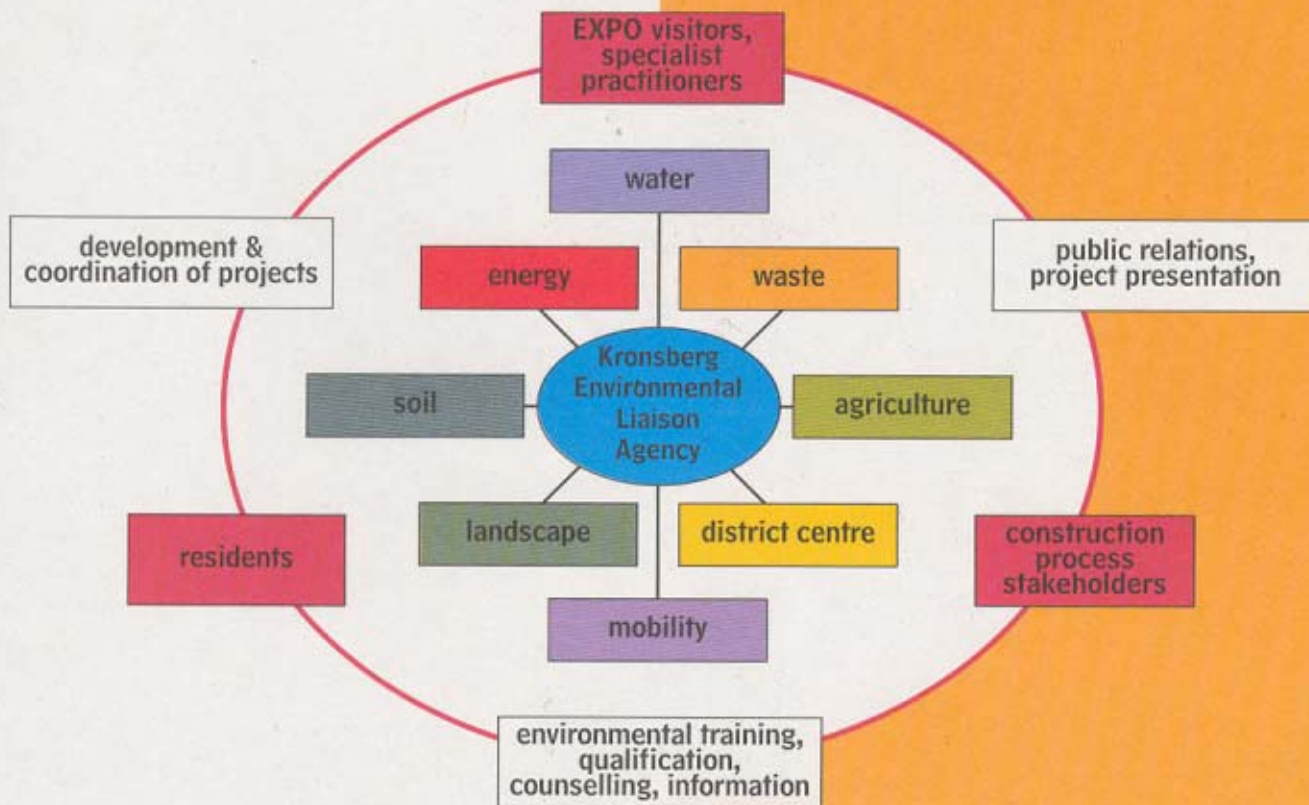 EXPO visitors,
specialist
practitioners
water
development &
coordination of projects
public relations,
project presentation
energy
waste
Kronsberg
Environmental
Liaison
Agency
soil
agriculture
landscape
district centre
residents
construction
process
stakeholders
mobility
environmental training,
qualification,
counselling, information